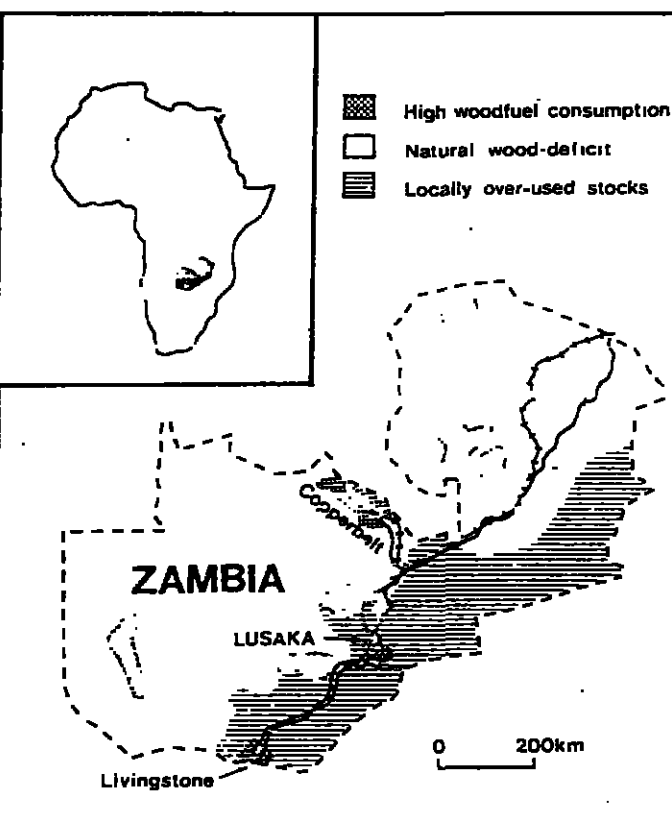 High woodfuel consumption
Natural wood-deficit
Locally over-used stocks
Copperbelt
ZAMBIA
LUSAKA
Livingstone
0 200km